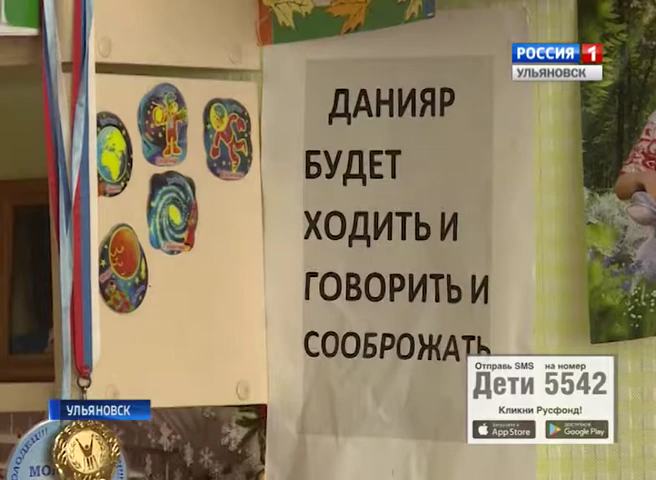 РОССИЯ 1
УЛЬЯНОВСК
ДАНИЯР
БУДЕТ
ХОДИТЬ И
ГОВОРИТЬ И
СООБРОЖАТЬ
Отправь SMS на номер
Дети 5542
Кликни Русфонд!
App Store
Google Play
УЛЬЯНОВСК